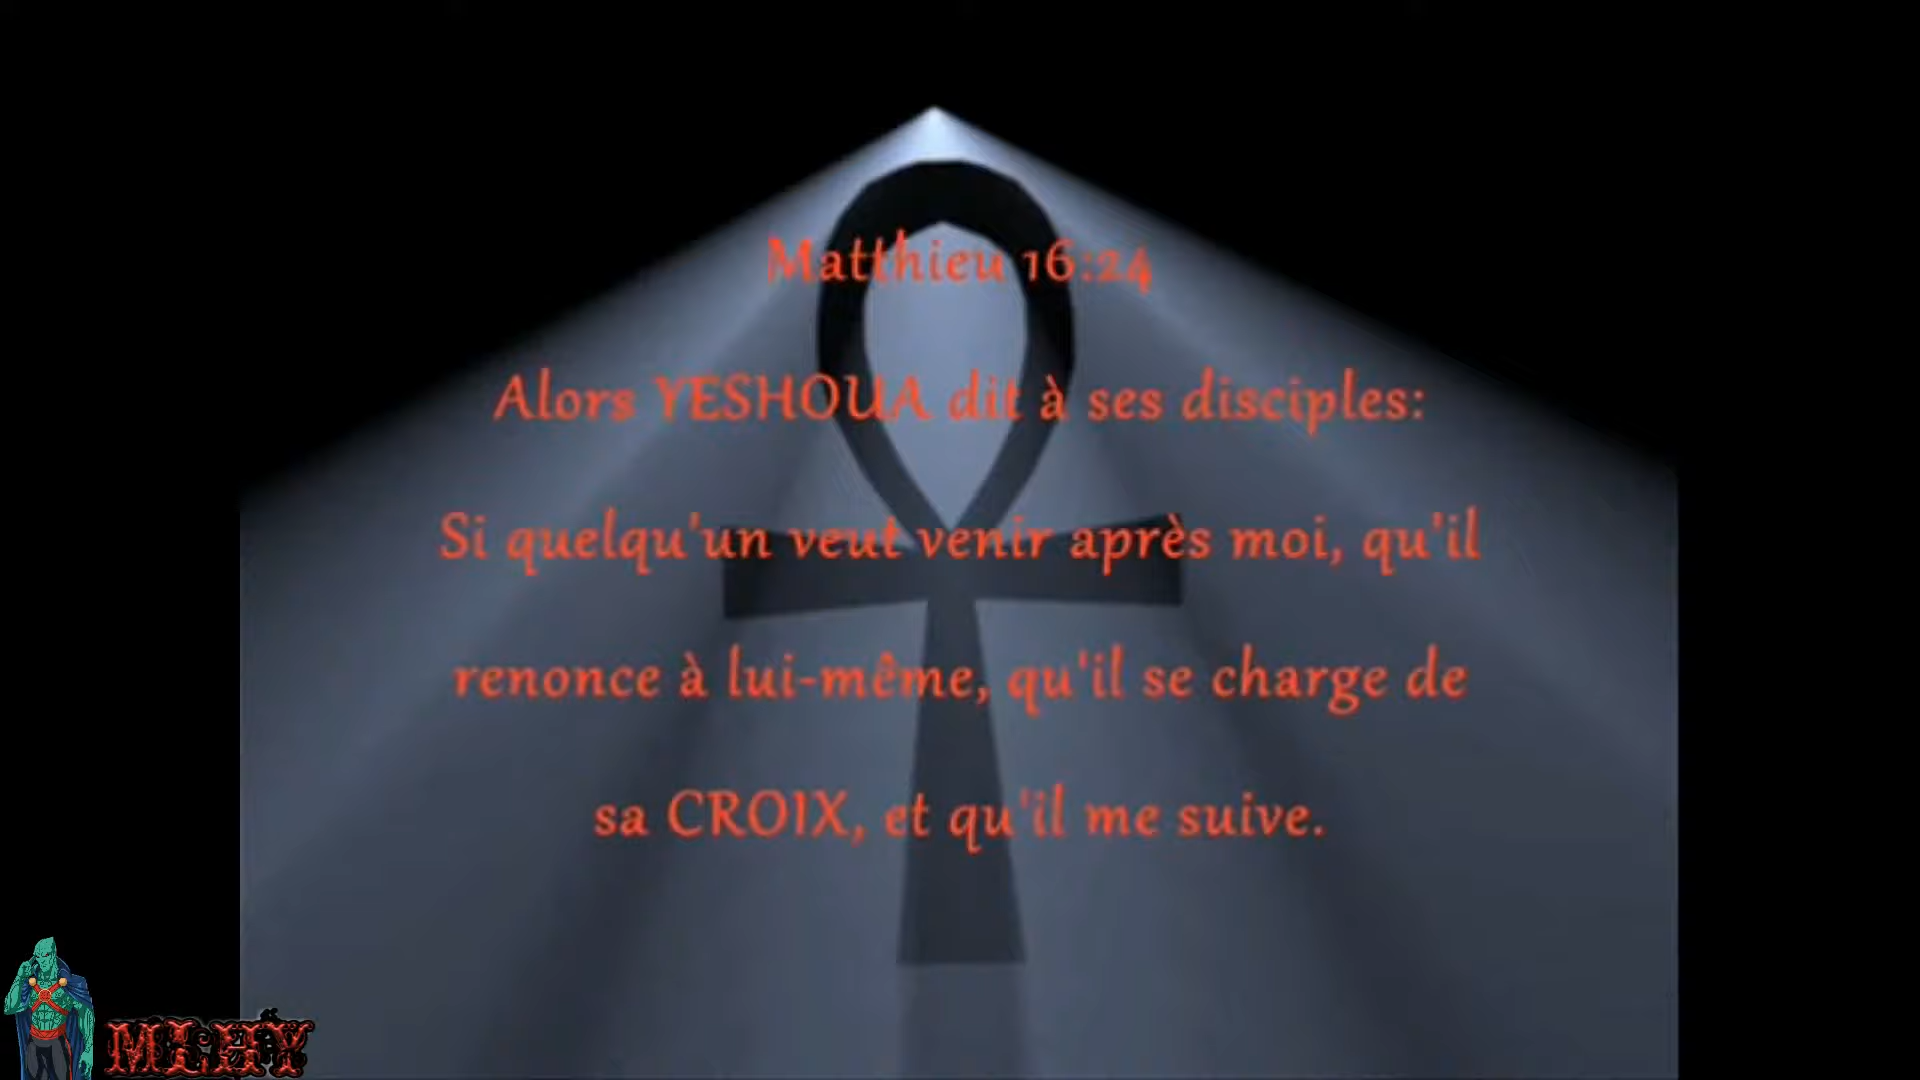 Matthieu 16:24
Alors YESHOUA dit à ses disciples:
Si quelqu'un veut venir après moi, qu'il
renonce à lui-même, qu'il se charge de
sa CROIX, et qu'il me suive.
MLHY